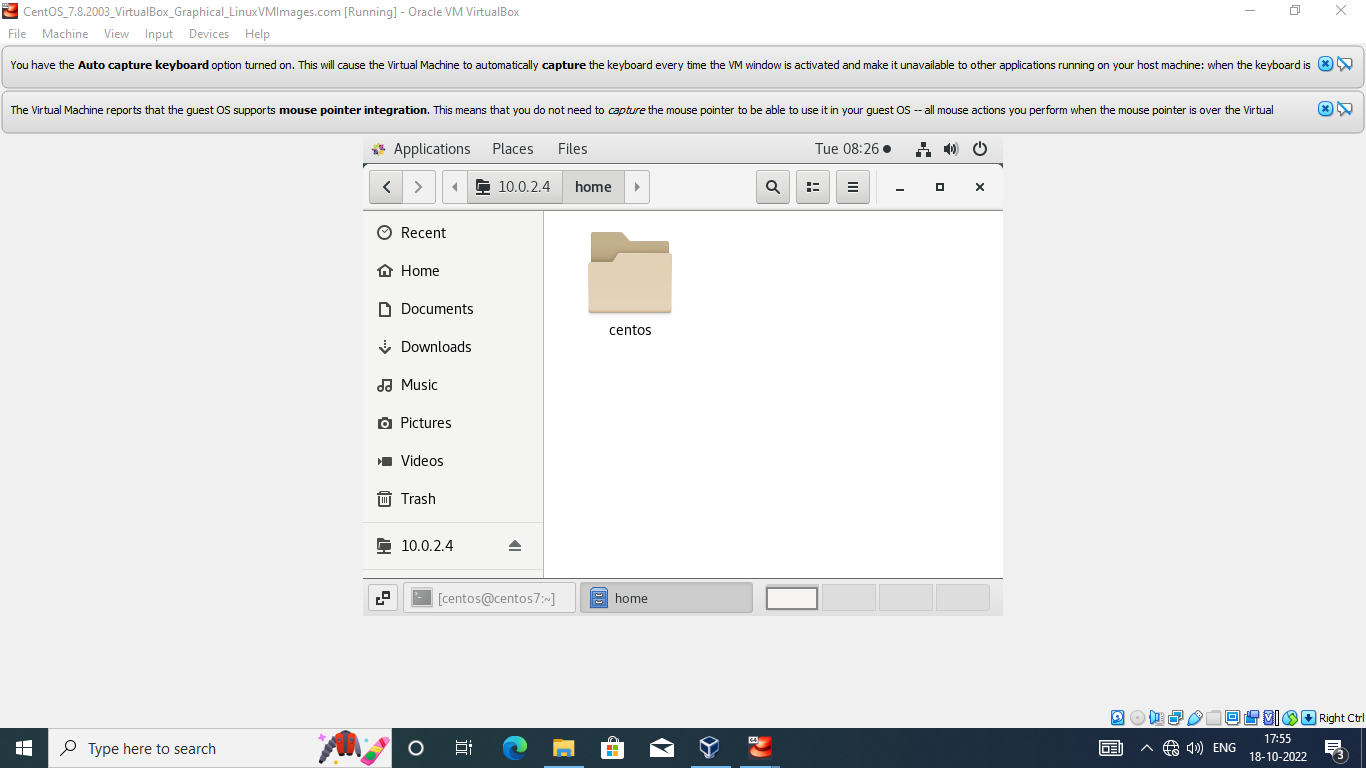 CentOS_7.8.2003_VirtualBox_Graphical_LinuxVMImages.com [Running] - Oracle VM VirtualBox
File Machine View Input Devices Help
You have the Auto capture keyboard option turned on. This will cause the Virtual Machine to automatically capture the keyboard every time the VM window is activated and make it unavailable to other applications running on your host machine: when the keyboard is
The Virtual Machine reports that the guest OS supports mouse pointer integration. This means that you do not need to capture the mouse pointer to be able to use it in your guest OS -- all mouse actions you perform when the mouse pointer is over the Virtual
Applications Places Files Tue 08:26
10.0.2.4 home
Recent
Home
centos
Documents
Downloads
Music
Pictures
Videos
Trash
10.0.2.4
[centos@centos7:~] home
Right Ctrl
Type here to search
ENG
17:55
18-10-2022
3